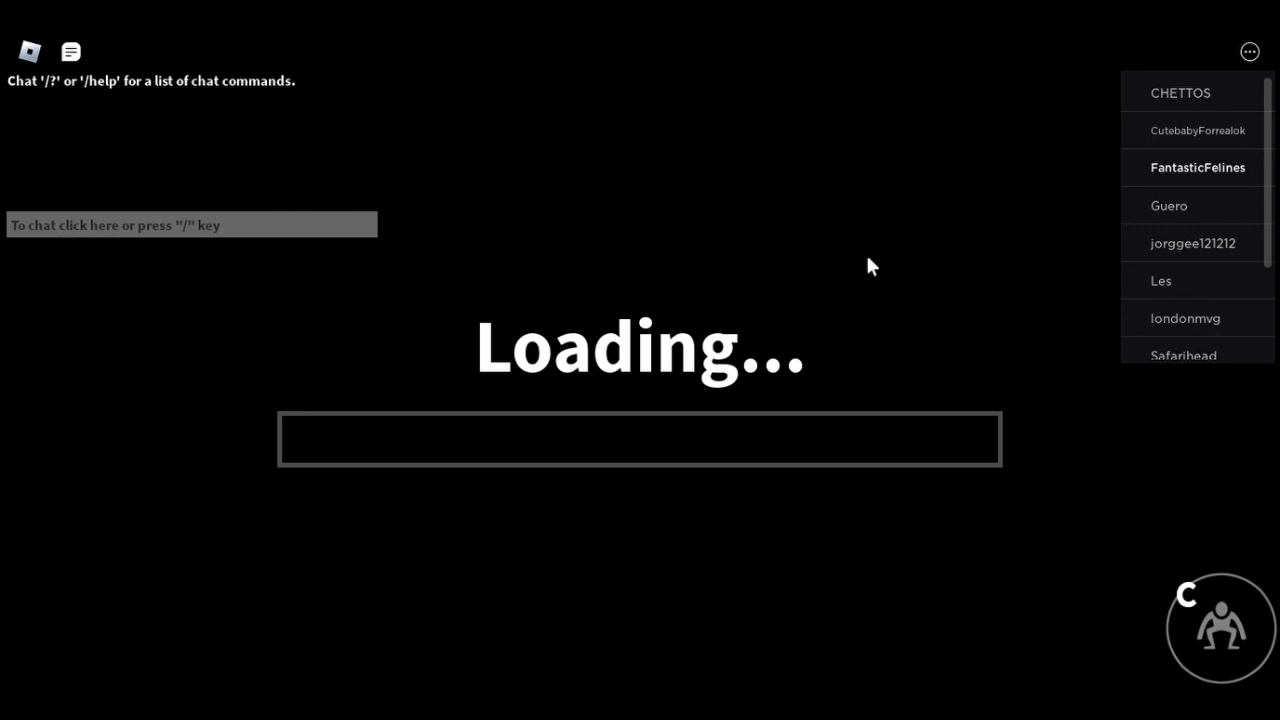 Chat '/?' or '/help' for a list of chat commands.
CHETTOS
CutebabyForrealok
FantasticFelines
To chat click here or press "/" key
Guero
jorggee121212
Les
londonmvg
Safarihead
Loading...
C